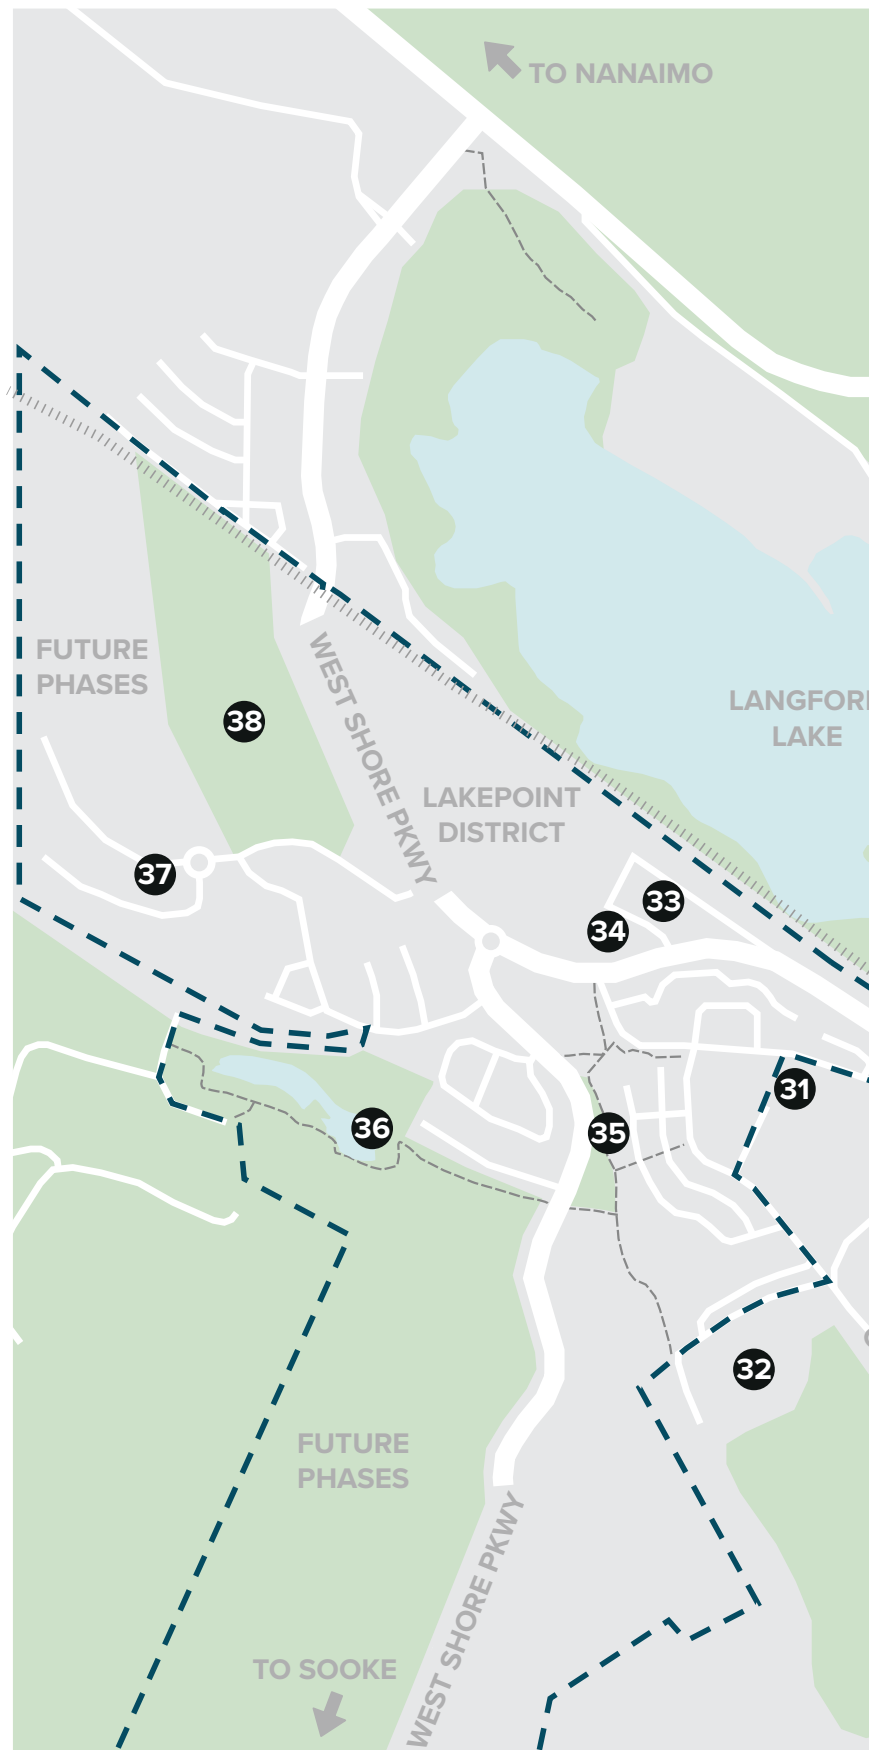 TO NANAIMO
FUTURE
PHASES
WEST SHORE PKWY
38
LANGFOR
LAKE
LAKEPOINT
DISTRICT
37
33
34
31
36
35
32
FUTURE
PHASES
WEST SHORE PKWY
TO SOOKE